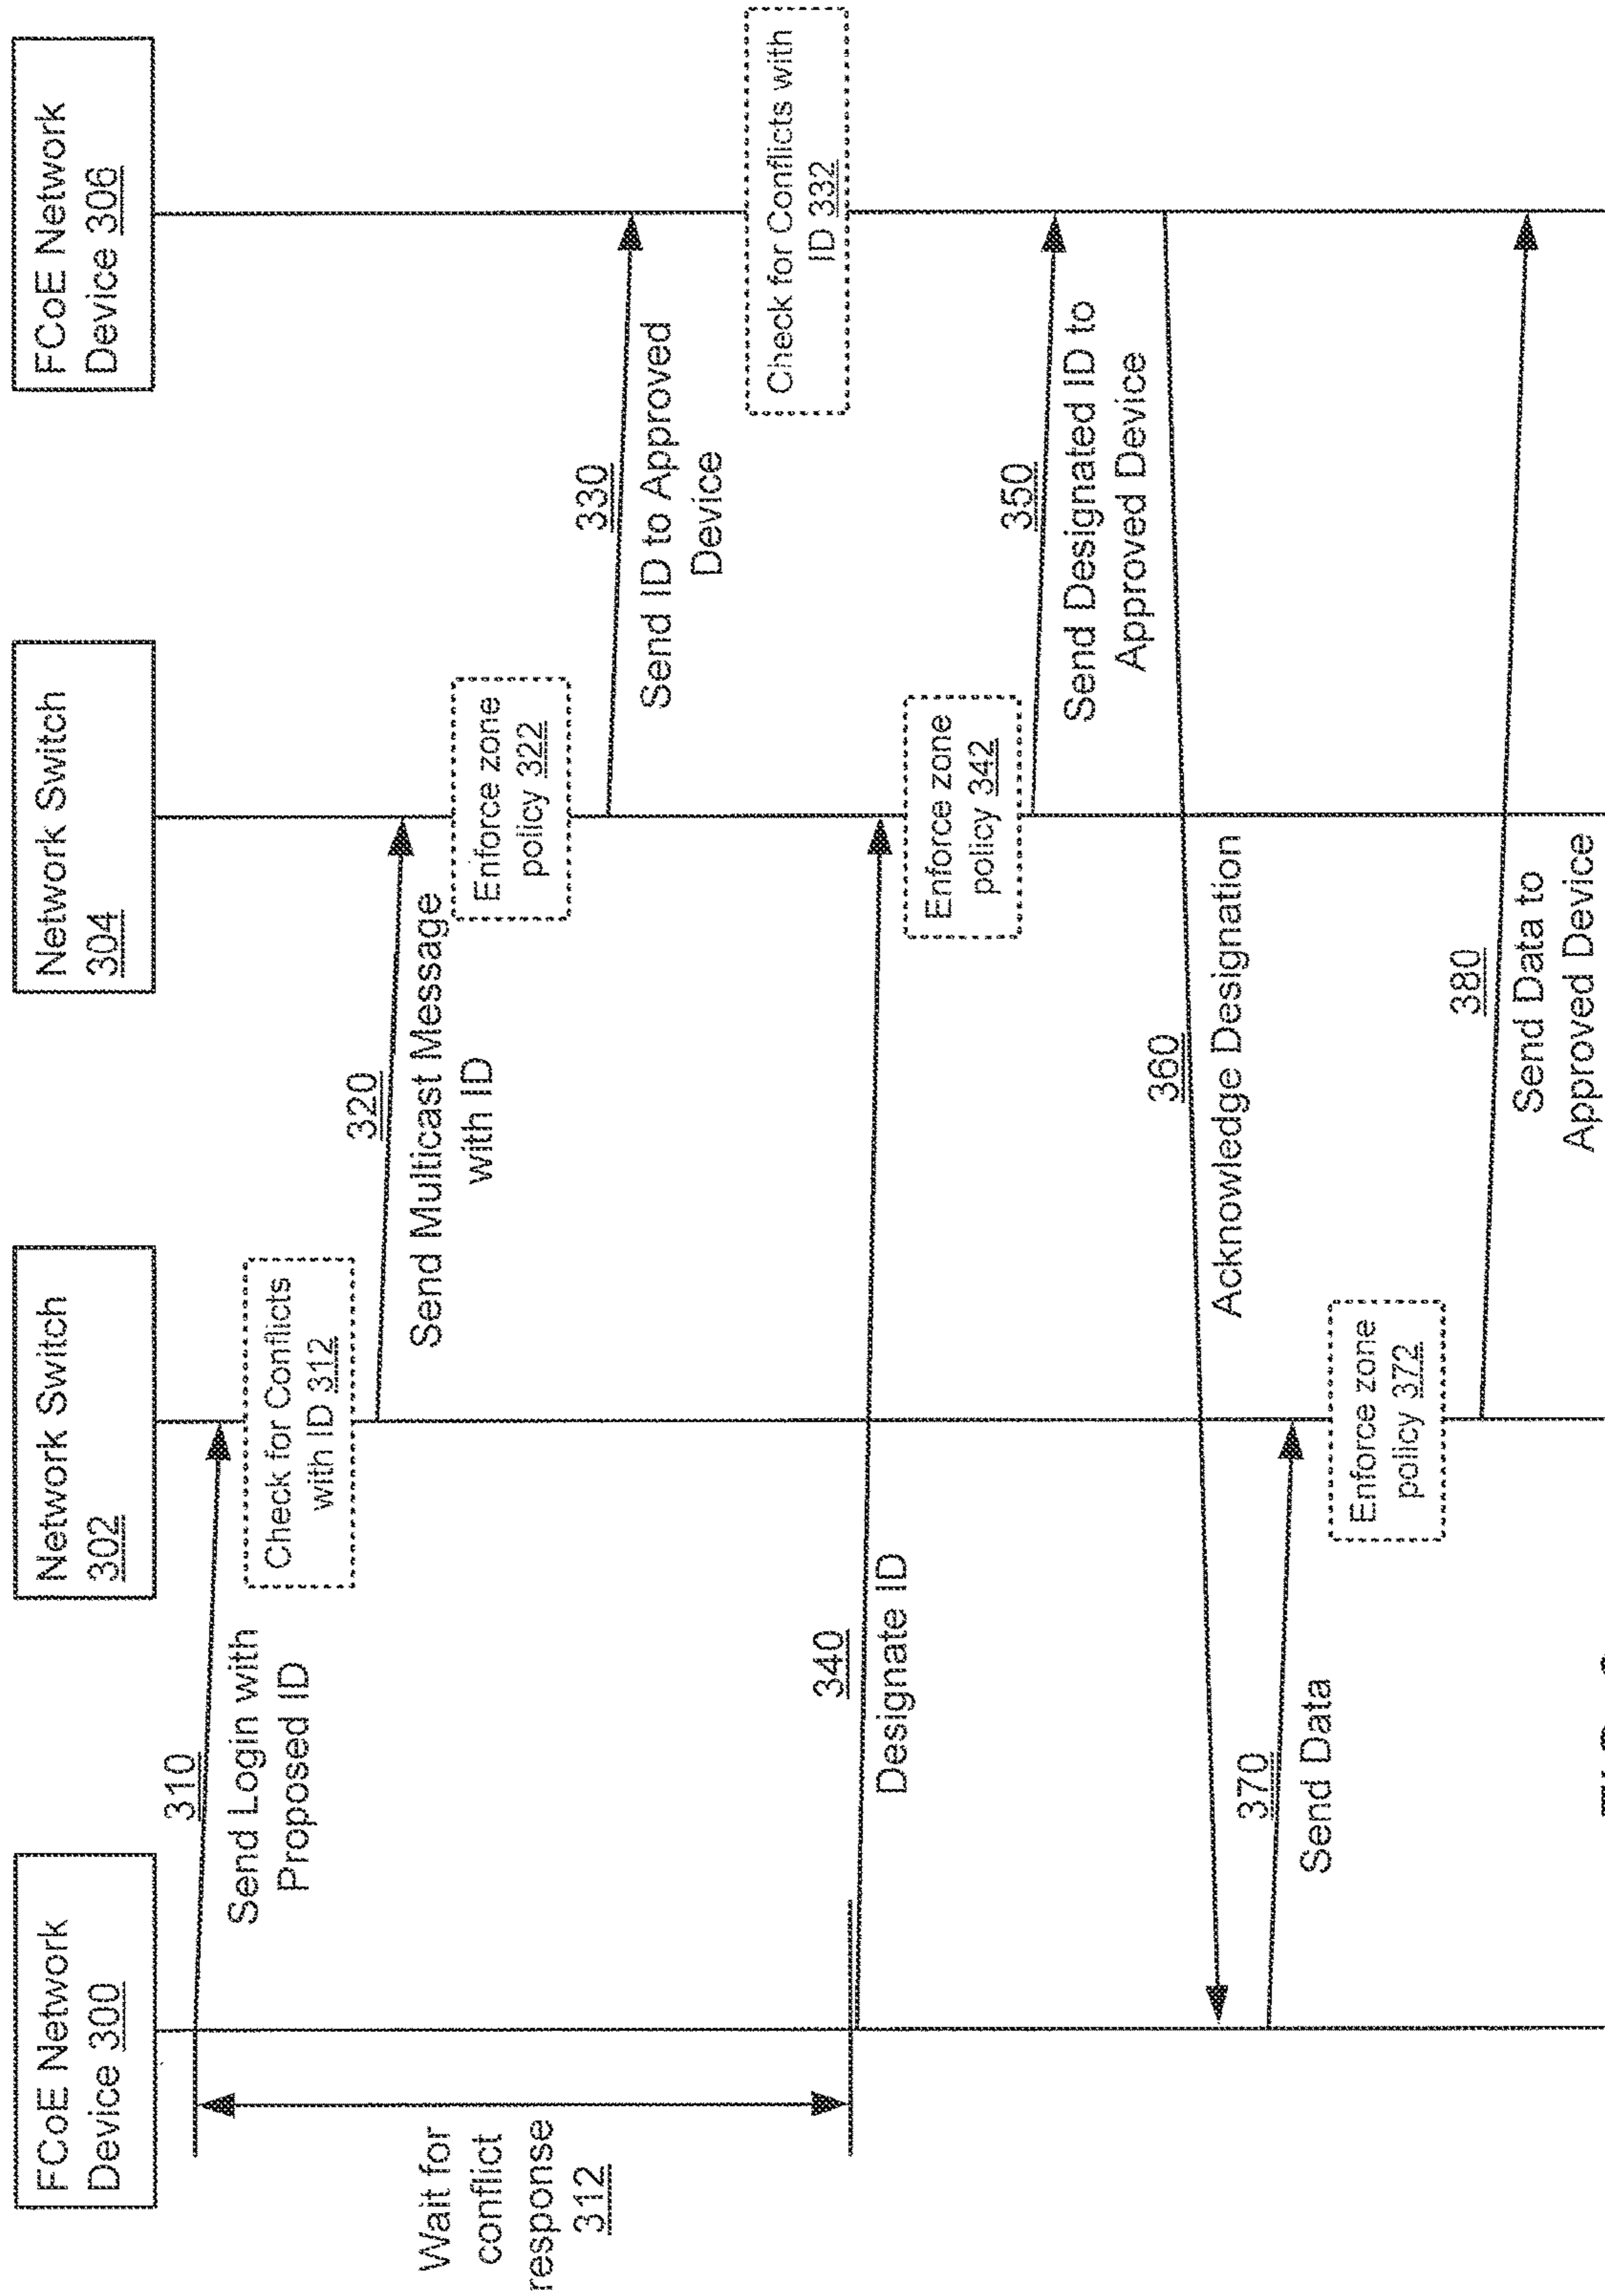 FCoE Network
Device 300
Network Switch
302
Network Switch
304
FCoE Network
Device 306
310
Send Login with
Proposed ID
Check for Conflicts
with ID 312
320
Send Multicast Message
with ID
Enforce zone
policy 322
330
Send ID to Approved
Device
Check for Conflicts with
ID 332
Wait for
conflict
response
312
340
Designate ID
Enforce zone
policy 342
350
Send Designated ID to
Approved Device
360
Acknowledge Designation
370
Send Data
Enforce zone
policy 372
380
Send Data to
Approved Device